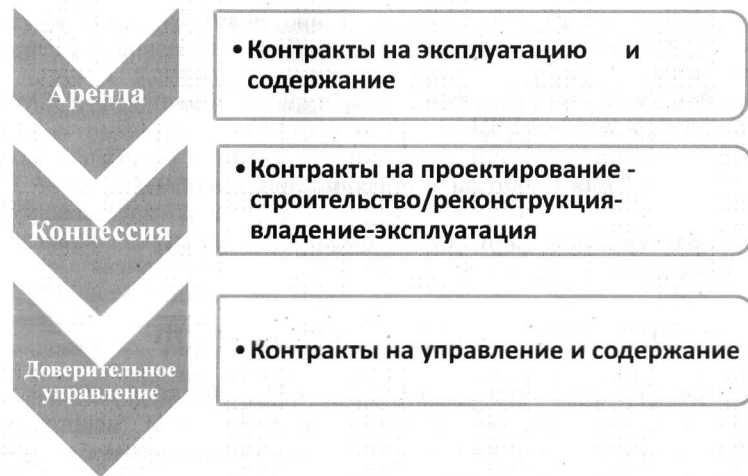 Аренда
• Контракты на эксплуатацию и
содержание
Концессия
• Контракты на проектирование -
строительство/реконструкция-
владение-эксплуатация
Доверительное
управление
• Контракты на управление и содержание